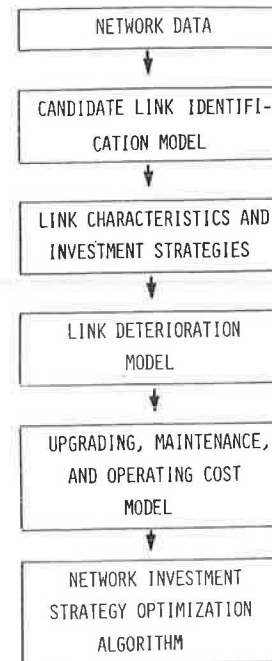 NETWORK DATA
CANDIDATE LINK IDENTIFI-
CATION MODEL
LINK CHARACTERISTICS AND
INVESTMENT STRATEGIES
LINK DETERIORATION
MODEL
UPGRADING, MAINTENANCE,
AND OPERATING COST
MODEL
NETWORK INVESTMENT
STRATEGY OPTIMIZATION
ALGORITHM